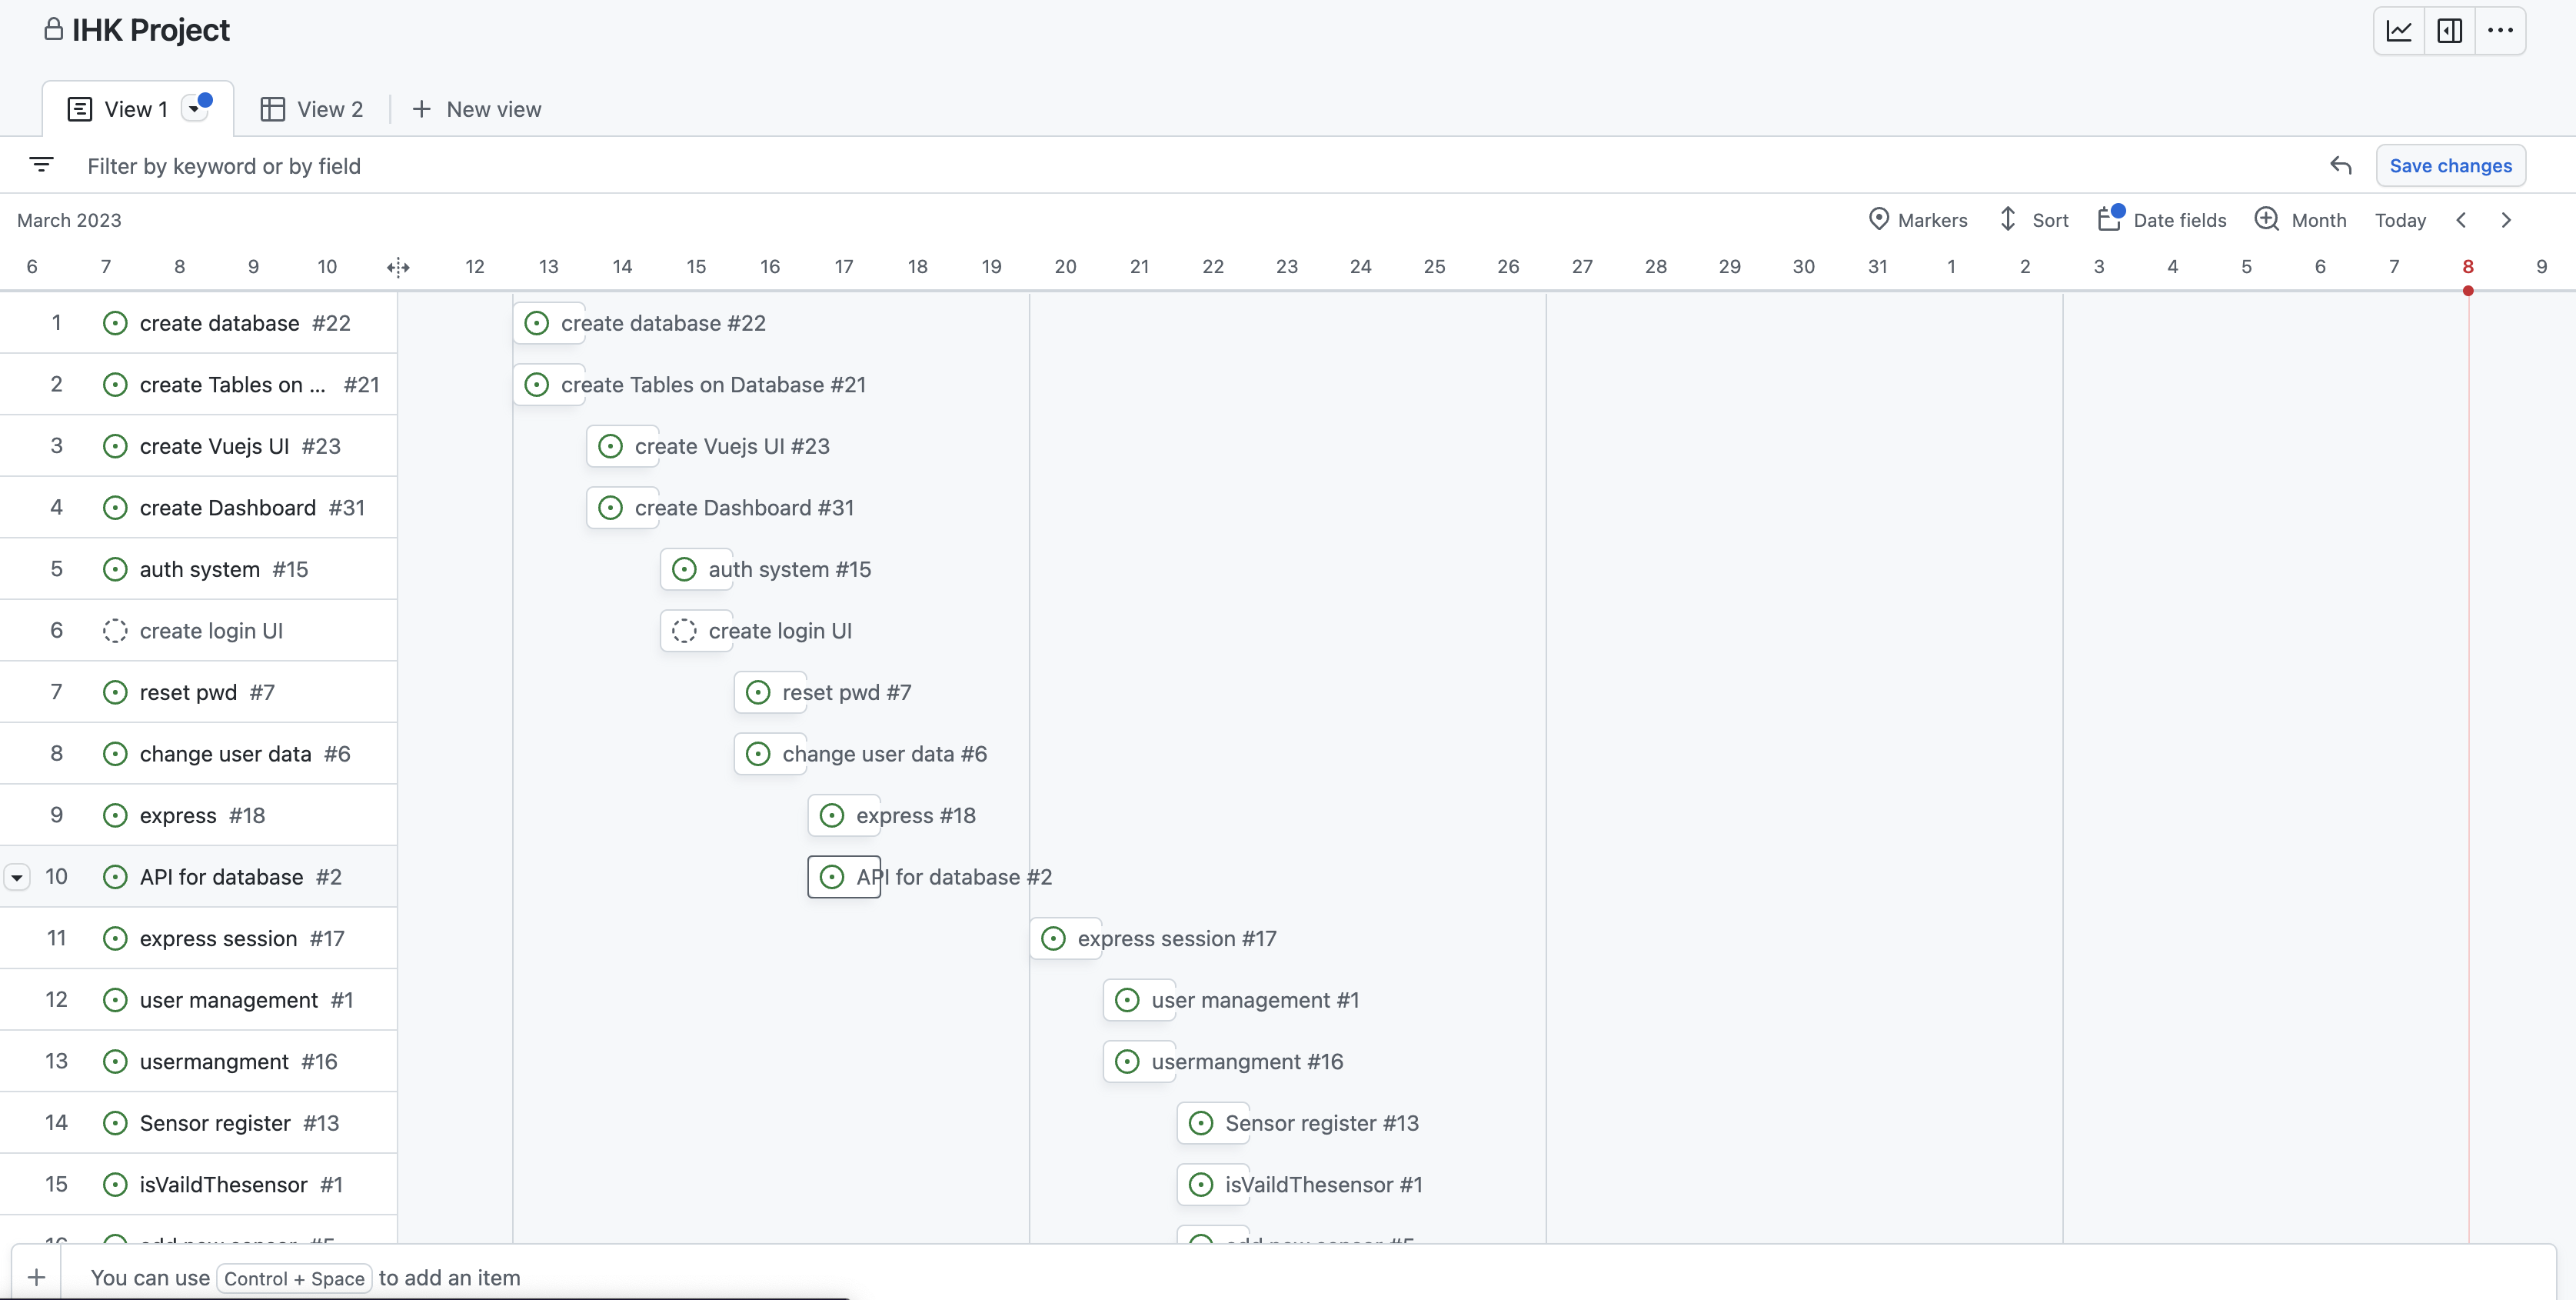 IHK Project
View 1
View 2
New view
Filter by keyword or by field
Save changes
March 2023
Markers
Sort
Date fields
Month
Today
6 7 8 9 10 12 13 14 15 16 17 18 19 20 21 22 23 24 25 26 27 28 29 30 31 1 2 3 4 5 6 7 8 9
1 create database #22 create database #22
2 create Tables on ... #21 create Tables on Database #21
3 create Vuejs UI #23 create Vuejs UI #23
4 create Dashboard #31 create Dashboard #31
5 auth system #15 auth system #15
6 create login UI create login UI
7 reset pwd #7 reset pwd #7
8 change user data #6 change user data #6
9 express #18 express #18
10 API for database #2 API for database #2
11 express session #17 express session #17
12 user management #1 user management #1
13 usermangment #16 usermangment #16
14 Sensor register #13 Sensor register #13
15 isVaildThesensor #1 isVaildThesensor #1
16 add new sensor #5 add new sensor #5
You can use Control + Space to add an item